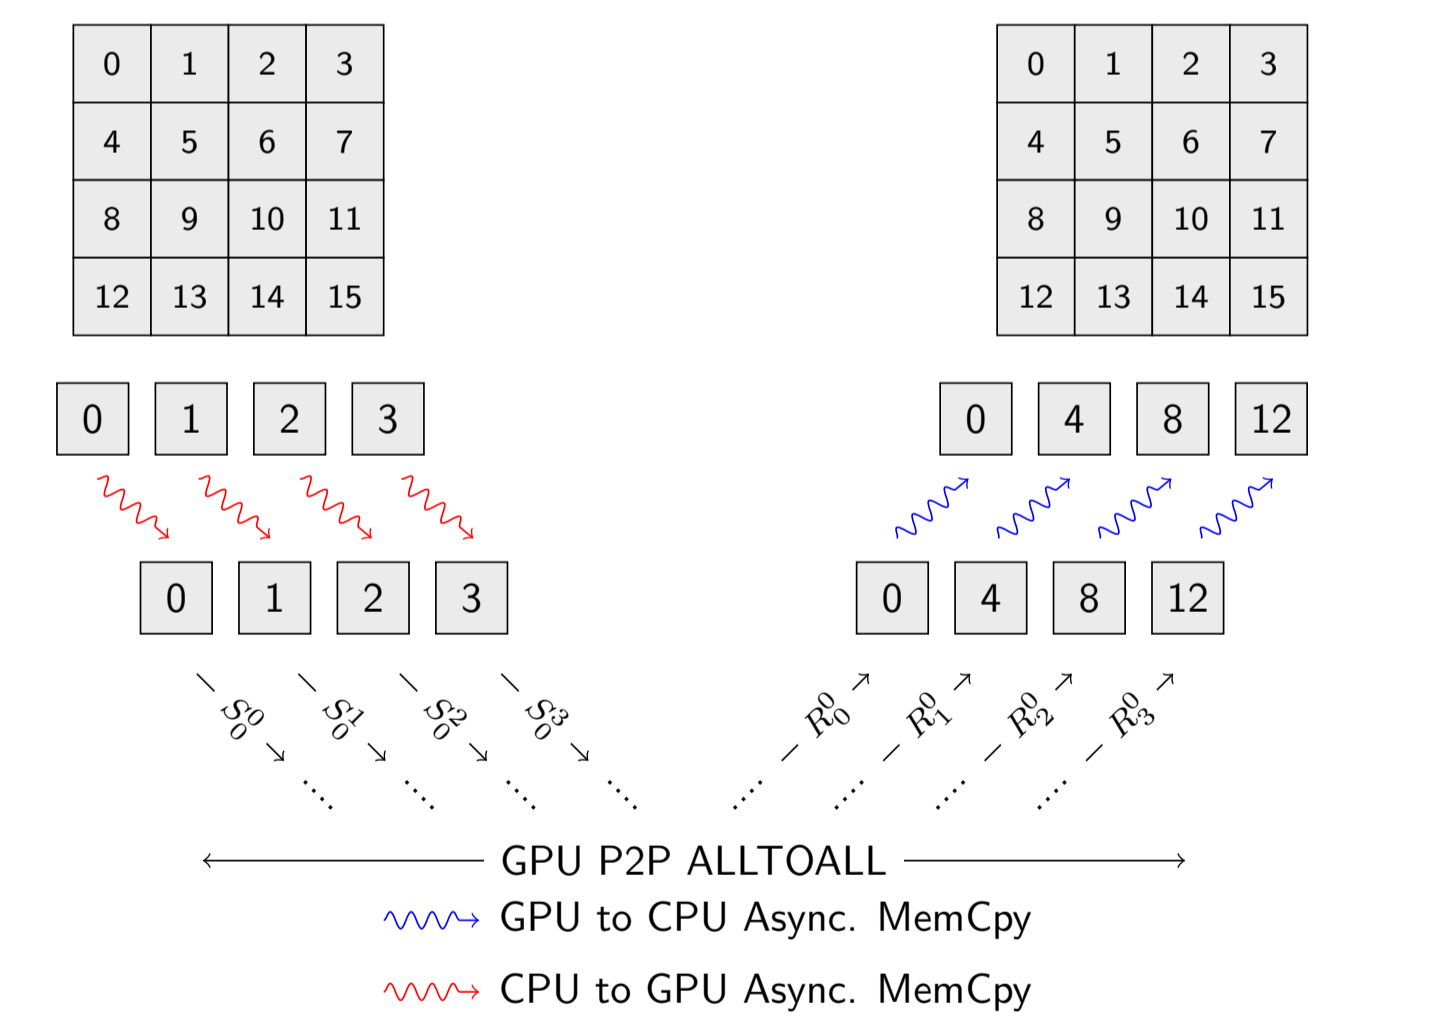 0 1 2 3
4 5 6 7
8 9 10 11
12 13 14 15
0 1 2 3
4 5 6 7
8 9 10 11
12 13 14 15
0 1 2 3
0 4 8 12
0 1 2 3
0 4 8 12
— S_0^0 → ....
— S_0^1 → ....
— S_0^2 → ....
— S_0^3 → ....
.... — R_0^0 →
.... — R_1^0 →
.... — R_2^0 →
.... — R_3^0 →
GPU P2P ALLTOALL
GPU to CPU Async. MemCpy
CPU to GPU Async. MemCpy